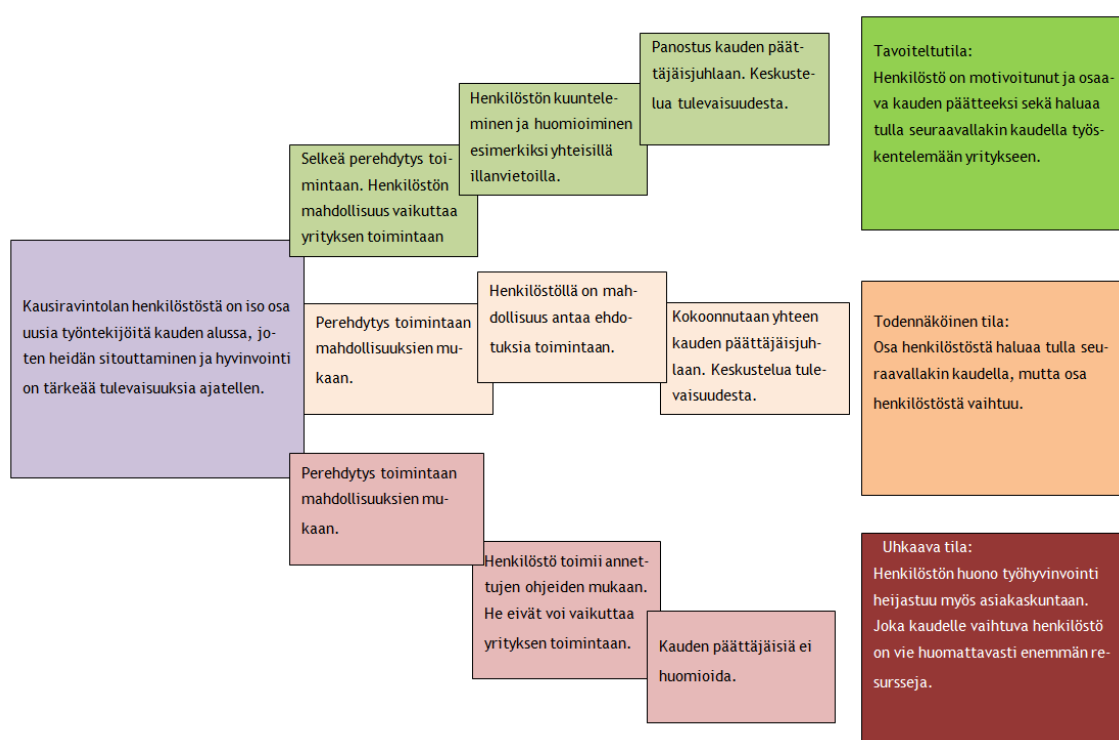 Kausiravintolan henkilöstöstä on iso osa
uusia työntekijöitä kauden alussa, jo-
ten heidän sitouttaminen ja hyvinvointi
on tärkeää tulevaisuuksia ajatellen.
Selkeä perehdytys toi-
mintaan. Henkilöstön
mahdollisuus vaikuttaa
yrityksen toimintaan
Henkilöstön kuuntele-
minen ja huomioiminen
esimerkiksi yhteisillä
illanvietoilla.
Panostus kauden päät-
täjäisjuhlaan. Keskuste-
lua tulevaisuudesta.
Tavoiteltutila:
Henkilöstö on motivoitunut ja osaa-
va kauden päätteeksi sekä haluaa
tulla seuraavallakin kaudella työs-
kentelemään yritykseen.
Perehdytys toimintaan
mahdollisuuksien mu-
kaan.
Henkilöstöllä on mah-
dollisuus antaa ehdo-
tuksia toimintaan.
Kokoonnutaan yhteen
kauden päättäjäisjuh-
laan. Keskustelua tule-
vaisuudesta.
Todennäköinen tila:
Osa henkilöstöstä haluaa tulla seu-
raavallakin kaudella, mutta osa
henkilöstöstä vaihtuu.
Perehdytys toimintaan
mahdollisuuksien mu-
kaan.
Henkilöstö toimii annet-
tujen ohjeiden mukaan.
He eivät voi vaikuttaa
yrityksen toimintaan.
Kauden päättäjäisiä ei
huomioida.
Uhkaava tila:
Henkilöstön huono työhyvinvointi
heijastuu myös asiakaskuntaan.
Joka kaudelle vaihtuva henkilöstö
on vie huomattavasti enemmän re-
sursseja.